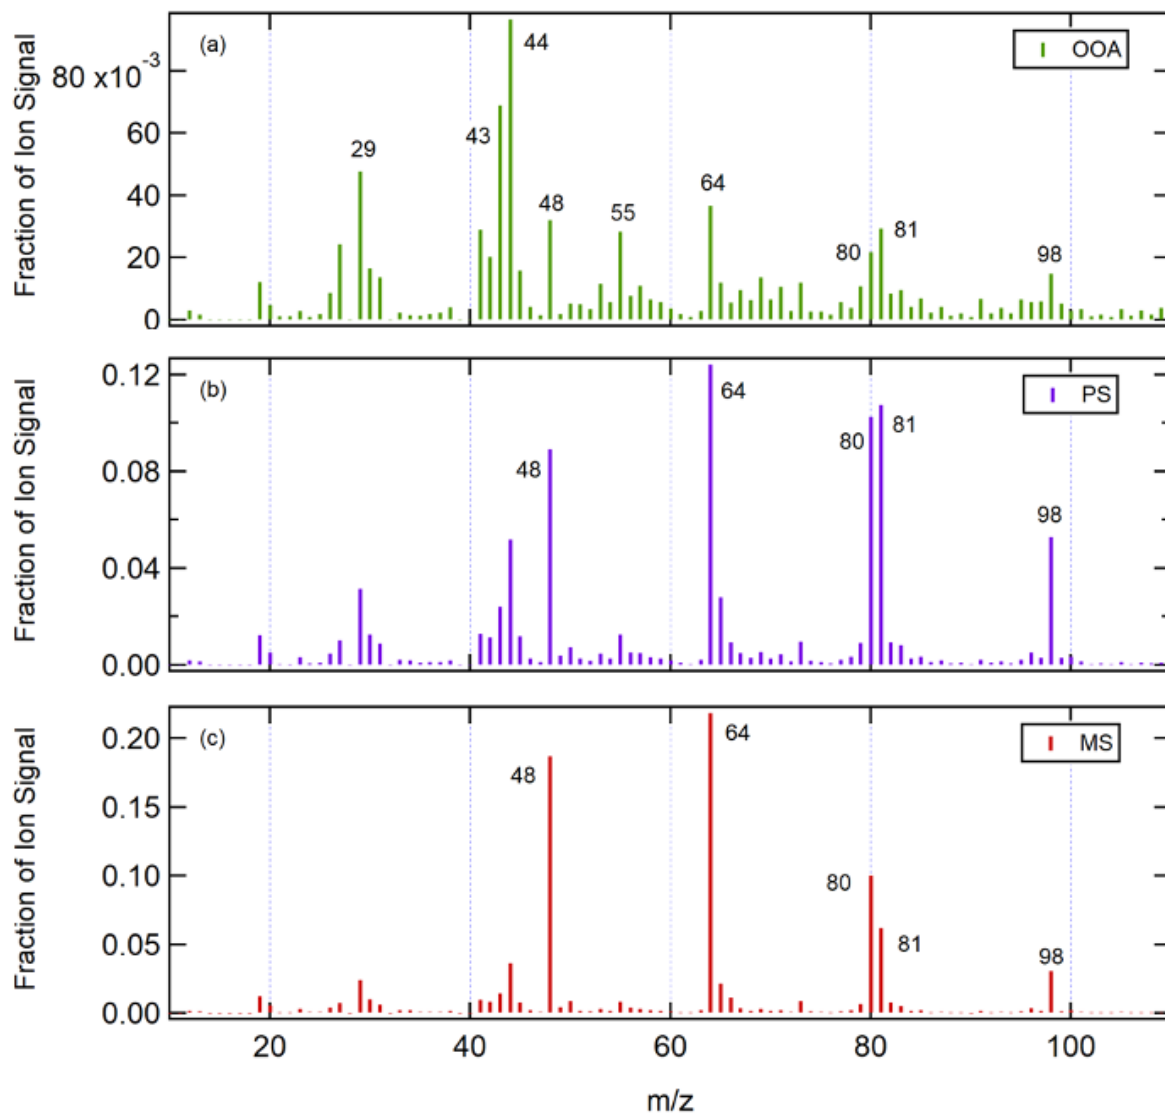 (a)
44
OOA
80 x10-3
60
43
29
40
48
55
64
80
81
98
20
0
Fraction of Ion Signal
(b)
PS
0.12
64
80
81
48
0.08
98
0.04
0.00
Fraction of Ion Signal
(c)
MS
0.20
64
48
0.15
80
0.10
81
0.05
98
0.00
Fraction of Ion Signal
20 40 60 80 100
m/z